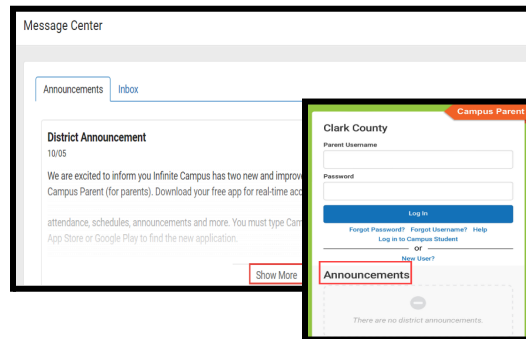 Message Center
Announcements Inbox
District Announcement
10/05
We are excited to inform you Infinite Campus has two new and improve
Campus Parent (for parents). Download your free app for real-time acc
attendance, schedules, announcements and more. You must type Cam
App Store or Google Play to find the new application.
Show More
Campus Parent
Clark County
Parent Username
Password
Log In
Forgot Password? Forgot Username? Help
Log in to Campus Student
or
New User?
Announcements
There are no district announcements.